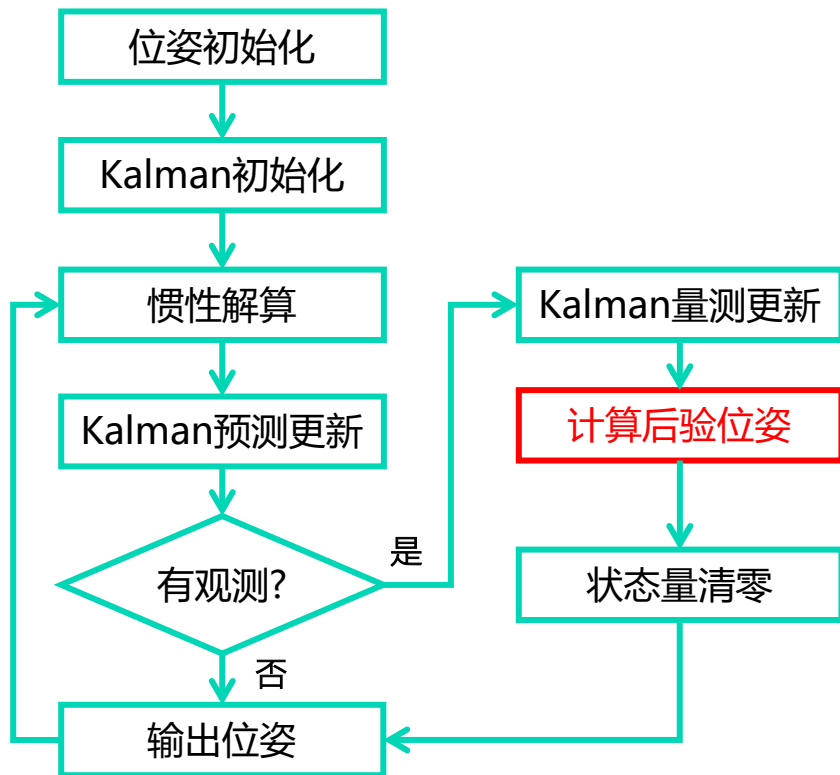 位姿初始化
Kalman初始化
惯性解算
Kalman预测更新
有观测?
是
否
输出位姿
Kalman量测更新
计算后验位姿
状态量清零